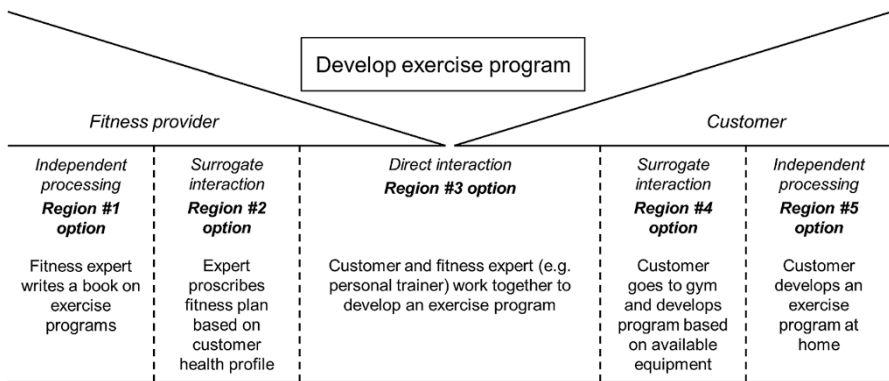 Develop exercise program
Fitness provider
Customer
Independent
processing
Region #1
option
Fitness expert
writes a book on
exercise
programs
Surrogate
interaction
Region #2
option
Expert
proscribes
fitness plan
based on
customer
health profile
Direct interaction
Region #3 option
Customer and fitness expert (e.g.
personal trainer) work together to
develop an exercise program
Surrogate
interaction
Region #4
option
Customer
goes to gym
and develops
program based
on available
equipment
Independent
processing
Region #5
option
Customer
develops an
exercise
program at
home